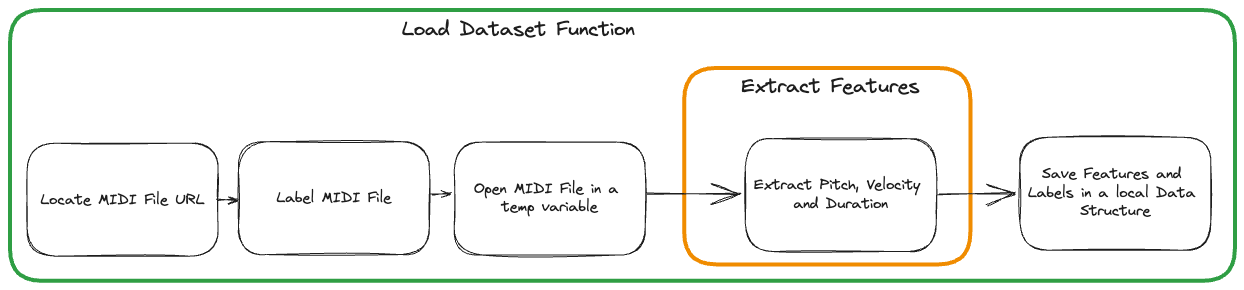 Load Dataset Function
Extract Features
Locate MIDI File URL
Label MIDI File
Open MIDI File in a
temp variable
Extract Pitch, Velocity
and Duration
Save Features and
Labels in a local Data
Structure